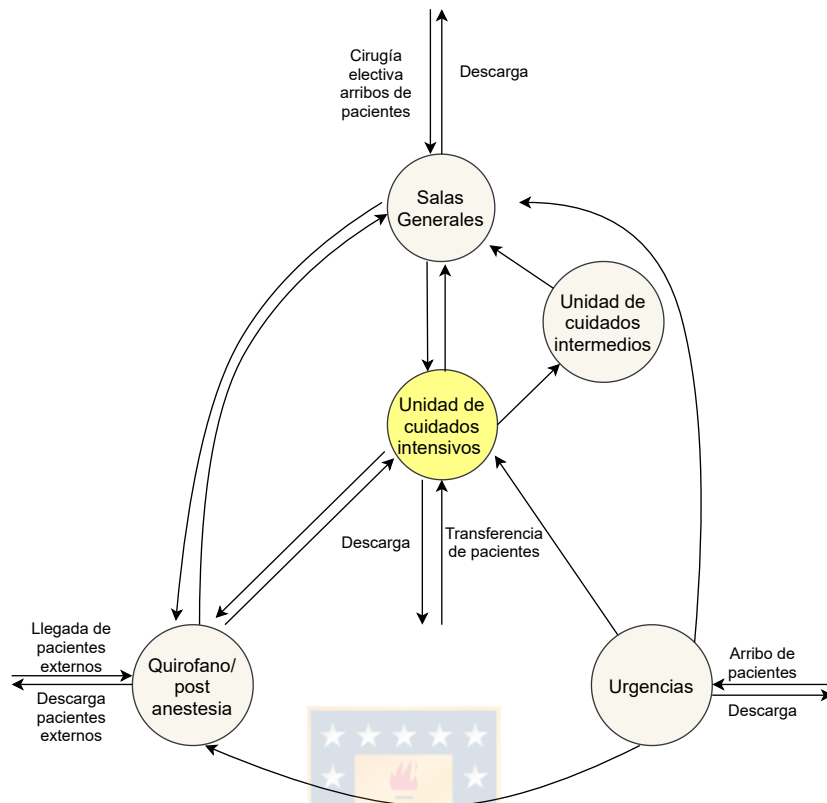 Cirugía
electiva
arribos de
pacientes
Descarga
Salas
Generales
Unidad de
cuidados
intermedios
Unidad de
cuidados
intensivos
Descarga
Transferencia
de pacientes
Llegada de
pacientes
externos
Descarga
pacientes
externos
Quirofano/
post
anestesia
Urgencias
Arribo de
pacientes
Descarga